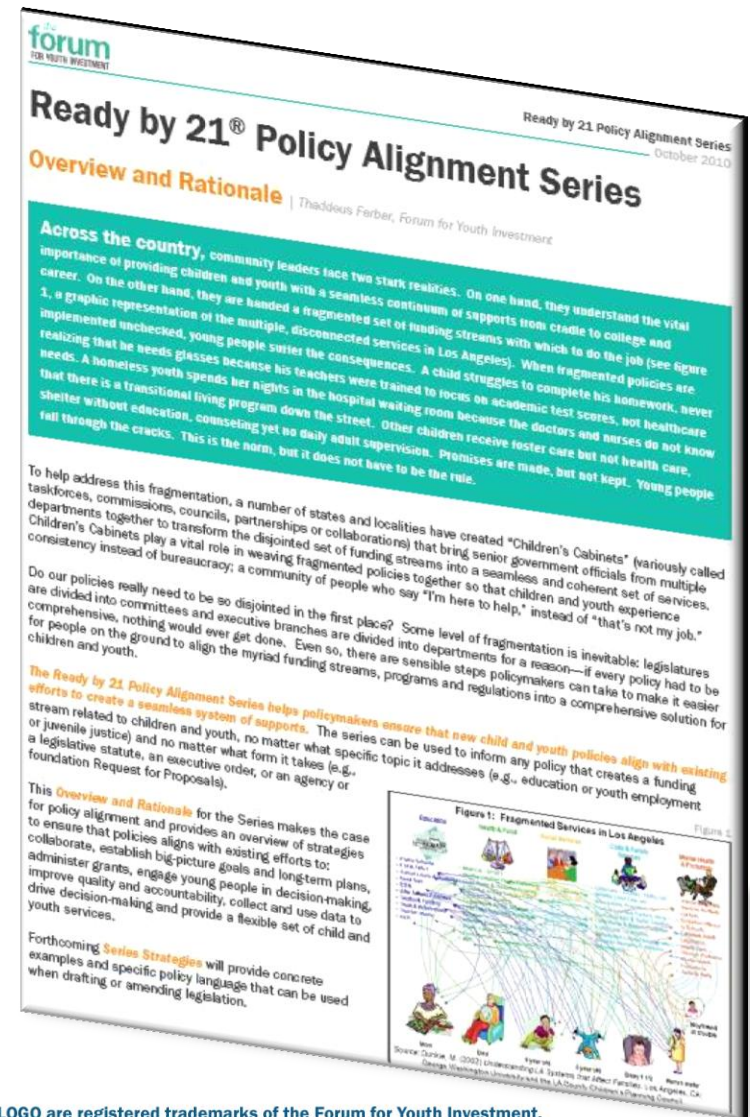 the
forum
FOR YOUTH INVESTMENT
Ready by 21 Policy Alignment Series
October 2010
Ready by 21® Policy Alignment Series
Overview and Rationale | Thaddeus Ferber, Forum for Youth Investment
Across the country, community leaders face two stark realities. On one hand, they understand the vital
importance of providing children and youth with a seamless continuum of supports from cradle to college and
career. On the other hand, they are handed a fragmented set of funding streams with which to do the job (see figure
1, a graphic representation of the multiple, disconnected services in Los Angeles). When fragmented policies are
implemented unchecked, young people suffer the consequences. A child struggles to complete his homework, never
realizing that he needs glasses because his teachers were trained to focus on academic test scores, not healthcare
needs. A homeless youth spends her nights in the hospital waiting room because the doctors and nurses do not know
that there is a transitional living program down the street. Other children receive foster care but not health care,
shelter without education, counseling yet no daily adult supervision. Promises are made, but not kept. Young people
fall through the cracks. This is the norm, but it does not have to be the rule.
To help address this fragmentation, a number of states and localities have created “Children’s Cabinets” (variously called
taskforces, commissions, councils, partnerships or collaborations) that bring senior government officials from multiple
departments together to transform the disjointed set of funding streams into a seamless and coherent set of services.
Children’s Cabinets play a vital role in weaving fragmented policies together so that children and youth experience
consistency instead of bureaucracy; a community of people who say “I’m here to help,” instead of “that’s not my job.”
Do our policies really need to be so disjointed in the first place? Some level of fragmentation is inevitable: legislatures
are divided into committees and executive branches are divided into departments for a reason—if every policy had to be
comprehensive, nothing would ever get done. Even so, there are sensible steps policymakers can take to make it easier
for people on the ground to align the myriad funding streams, programs and regulations into a comprehensive solution for
children and youth.
The Ready by 21 Policy Alignment Series helps policymakers ensure that new child and youth policies align with existing
efforts to create a seamless system of supports. The series can be used to inform any policy that creates a funding
stream related to children and youth, no matter what specific topic it addresses (e.g., education or youth employment
or juvenile justice) and no matter what form it takes (e.g.,
a legislative statute, an executive order, or an agency or
foundation Request for Proposals).
This Overview and Rationale for the Series makes the case
for policy alignment and provides an overview of strategies
to ensure that policies aligns with existing efforts to:
collaborate, establish big-picture goals and long-term plans,
administer grants, engage young people in decision-making,
improve quality and accountability, collect and use data to
drive decision-making and provide a flexible set of child and
youth services.
Forthcoming Series Strategies will provide concrete
examples and specific policy language that can be used
when drafting or amending legislation.
Figure 1
Figure 1: Fragmented Services in Los Angeles
Education
Health & Food
Source: Dunkle, M. (2002) Understanding LA Systems that Affect Families. Los Angeles, CA:
George Washington University and the LA County Children's Planning Council.
LOGO are registered trademarks of the Forum for Youth Investment.